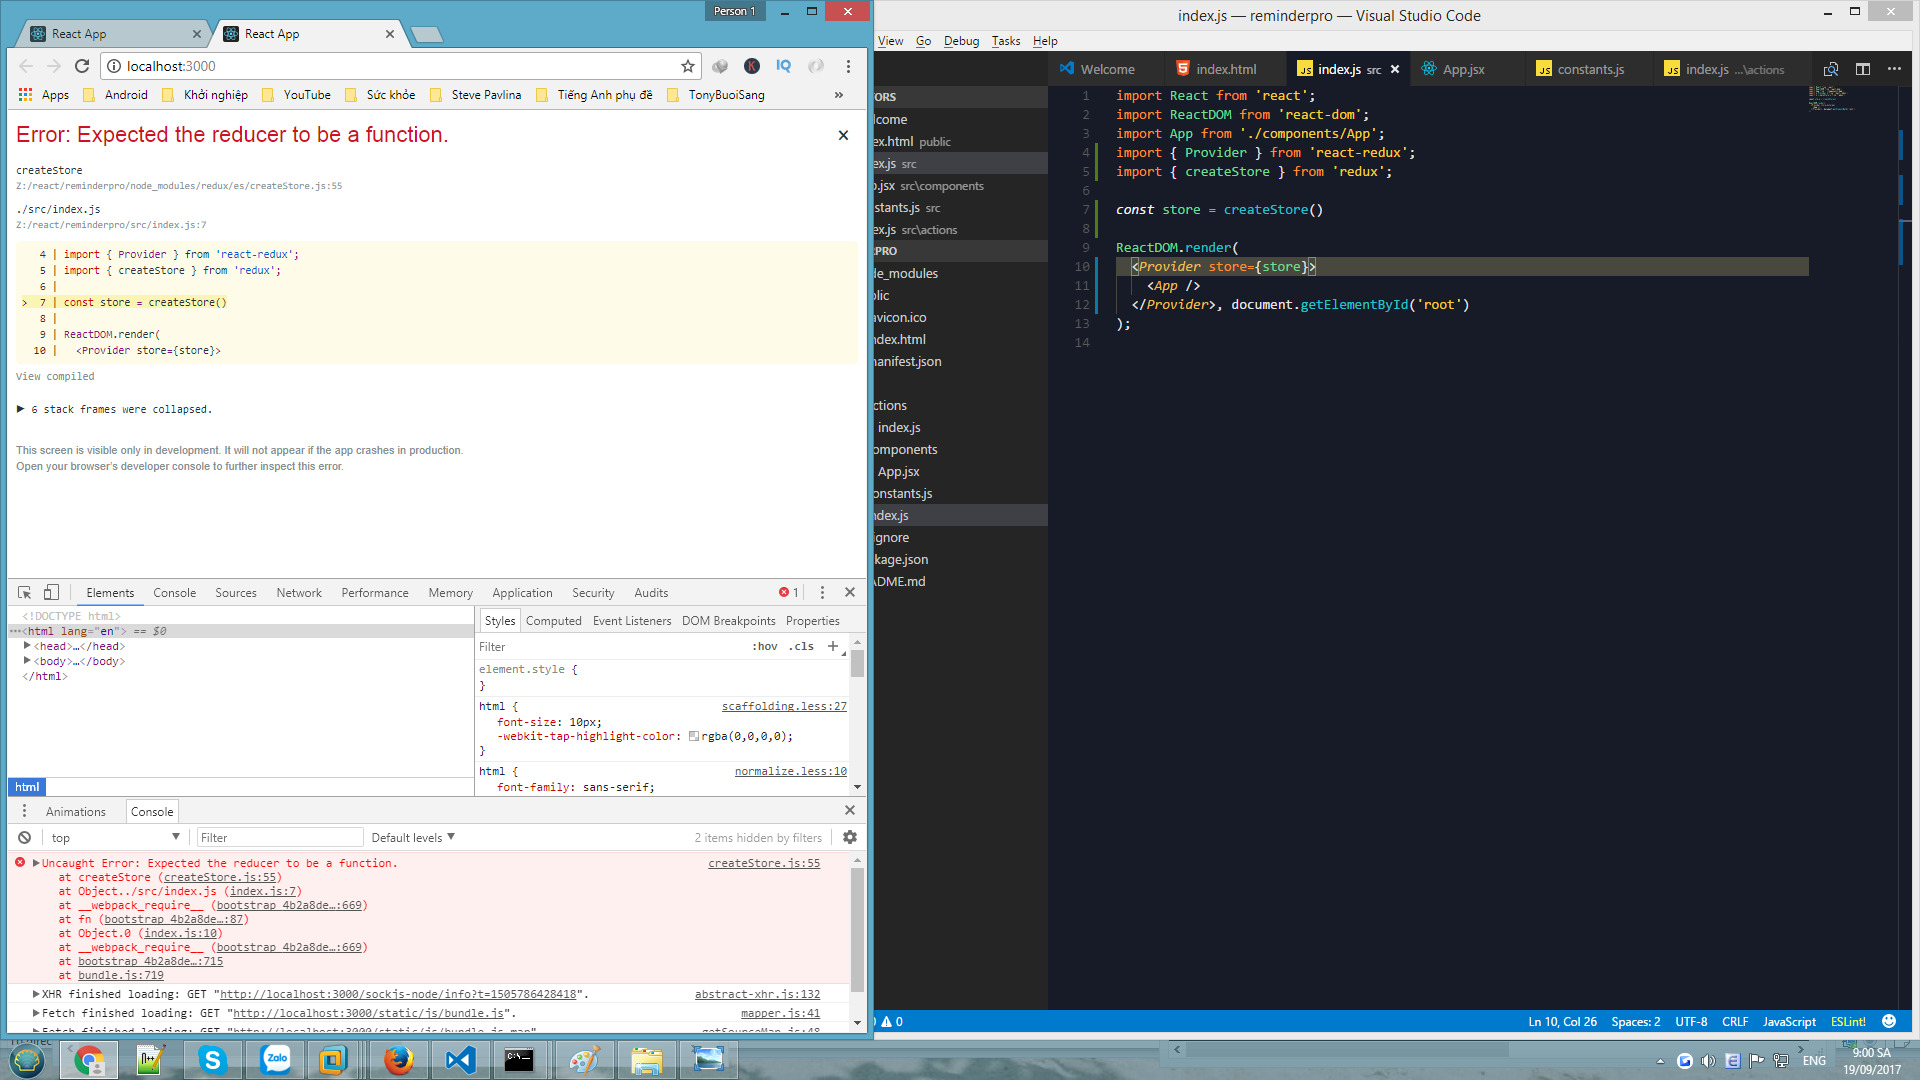 Person 1
React App
React App
localhost:3000
Apps
Android
Khởi nghiệp
YouTube
Sức khỏe
Steve Pavlina
Tiếng Anh phụ đề
TonyBuoiSang
»
Error: Expected the reducer to be a function.
createStore
Z:/react/reminderpro/node_modules/redux/es/createStore.js:55
./src/index.js
Z:/react/reminderpro/src/index.js:7
4 | import { Provider } from 'react-redux';
5 | import { createStore } from 'redux';
6 |
> 7 | const store = createStore()
8 |
9 | ReactDOM.render(
10 | <Provider store={store}>
View compiled
▶ 6 stack frames were collapsed.
This screen is visible only in development. It will not appear if the app crashes in production.
Open your browser's developer console to further inspect this error.
Elements Console Sources Network Performance Memory Application Security Audits 1
<!DOCTYPE html>
…<html lang="en"> == $0
▶<head>…</head>
▶<body>…</body>
</html>
html
Styles Computed Event Listeners DOM Breakpoints Properties
Filter :hov .cls +
element.style {
}
html { scaffolding.less:27
font-size: 10px;
-webkit-tap-highlight-color: rgba(0,0,0,0);
}
html { normalize.less:10
font-family: sans-serif;
Animations Console
top Filter Default levels 2 items hidden by filters
▶Uncaught Error: Expected the reducer to be a function. createStore.js:55
at createStore (createStore.js:55)
at Object../src/index.js (index.js:7)
at __webpack_require__ (bootstrap 4b2a8de…:669)
at fn (bootstrap 4b2a8de…:87)
at Object.0 (index.js:10)
at __webpack_require__ (bootstrap 4b2a8de…:669)
at bootstrap 4b2a8de…:715
at bundle.js:719
▶XHR finished loading: GET "http://localhost:3000/sockjs-node/info?t=1505786428418". abstract-xhr.js:132
▶Fetch finished loading: GET "http://localhost:3000/static/js/bundle.js". mapper.js:41
▶Fetch finished loading: GET "http://localhost:3000/static/js/bundle.js.map". getSourceMap.js:48
index.js — reminderpro — Visual Studio Code
View Go Debug Tasks Help
Welcome
index.html
JS index.js src
App.jsx
JS constants.js
JS index.js ...\actions
ORS
lcome
ex.html public
ex.js src
p.jsx src\components
stants.js src
ex.js src\actions
RPRO
de_modules
blic
avicon.ico
ndex.html
manifest.json
ctions
index.js
omponents
App.jsx
onstants.js
ndex.js
ignore
kage.json
ADME.md
1 import React from 'react';
2 import ReactDOM from 'react-dom';
3 import App from './components/App';
4 import { Provider } from 'react-redux';
5 import { createStore } from 'redux';
6
7 const store = createStore()
8
9 ReactDOM.render(
10 <Provider store={store}>
11 <App />
12 </Provider>, document.getElementById('root')
13 );
14
0 Ln 10, Col 26 Spaces: 2 UTF-8 CRLF JavaScript ESLint!
Zalo
ENG
9:00 SA
19/09/2017